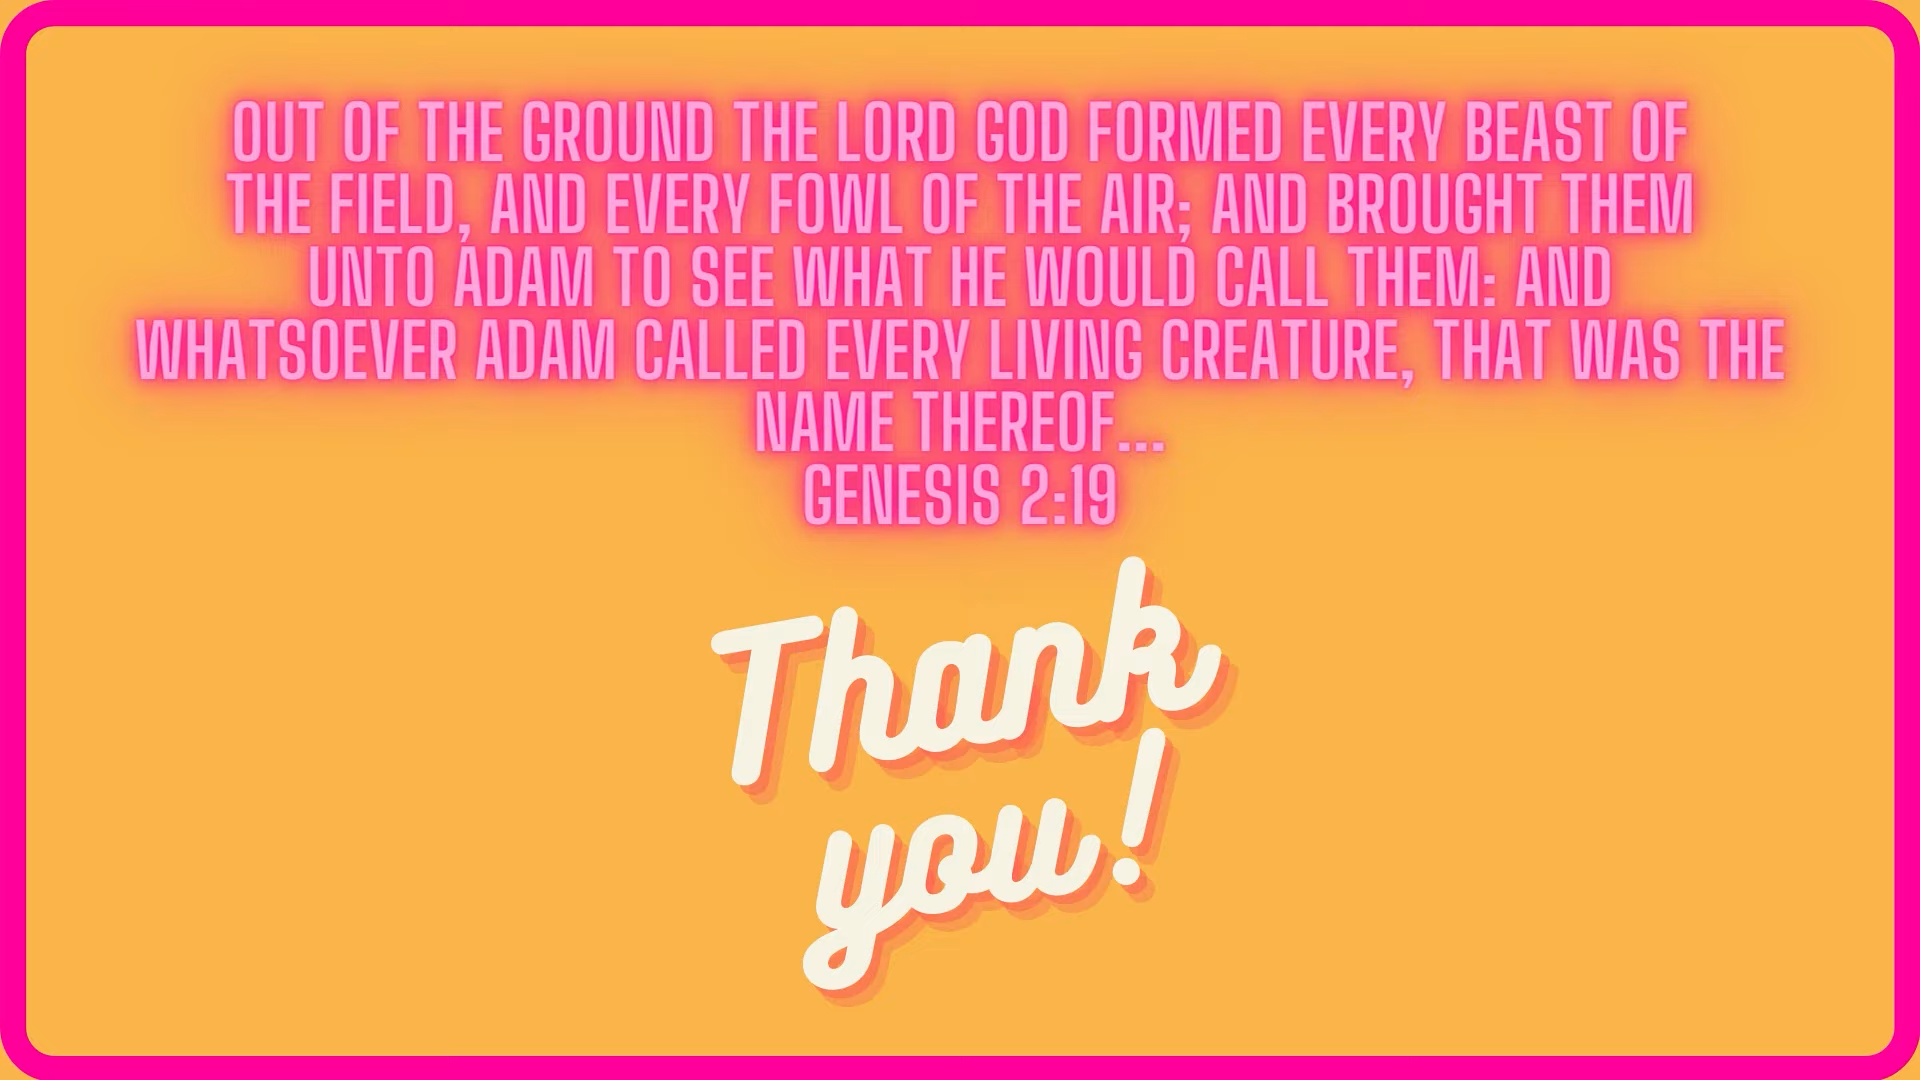 OUT OF THE GROUND THE LORD GOD FORMED EVERY BEAST OF
THE FIELD, AND EVERY FOWL OF THE AIR; AND BROUGHT THEM
UNTO ADAM TO SEE WHAT HE WOULD CALL THEM: AND
WHATSOEVER ADAM CALLED EVERY LIVING CREATURE, THAT WAS THE
NAME THEREOF...
GENESIS 2:19
Thank
you!